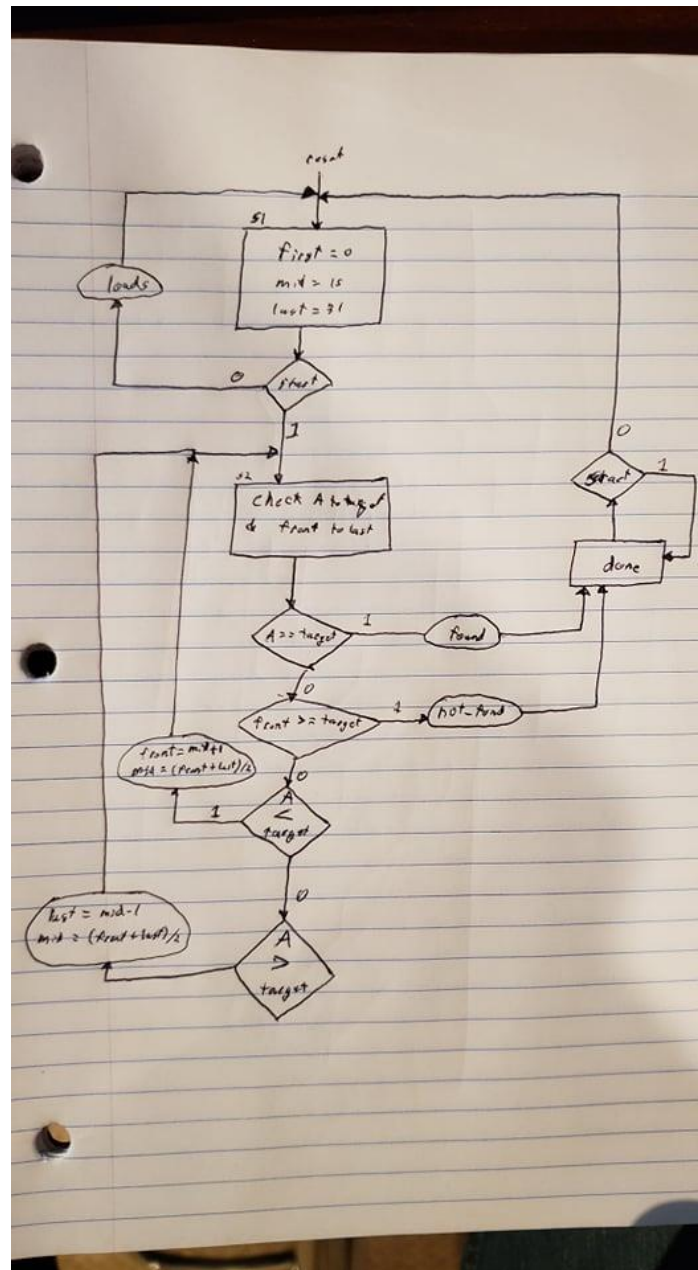 reset
S1
first = 0
mid = 15
last = 31
loads
0
start
1
0
S2
start
1
check A to target
& front to last
done
A == target
1
found
0
front >= target
1
not_found
front = mid+1
mid = (front + last)/2
0
A
<
target
1
0
last = mid-1
mid = (front + last)/2
A
>
target